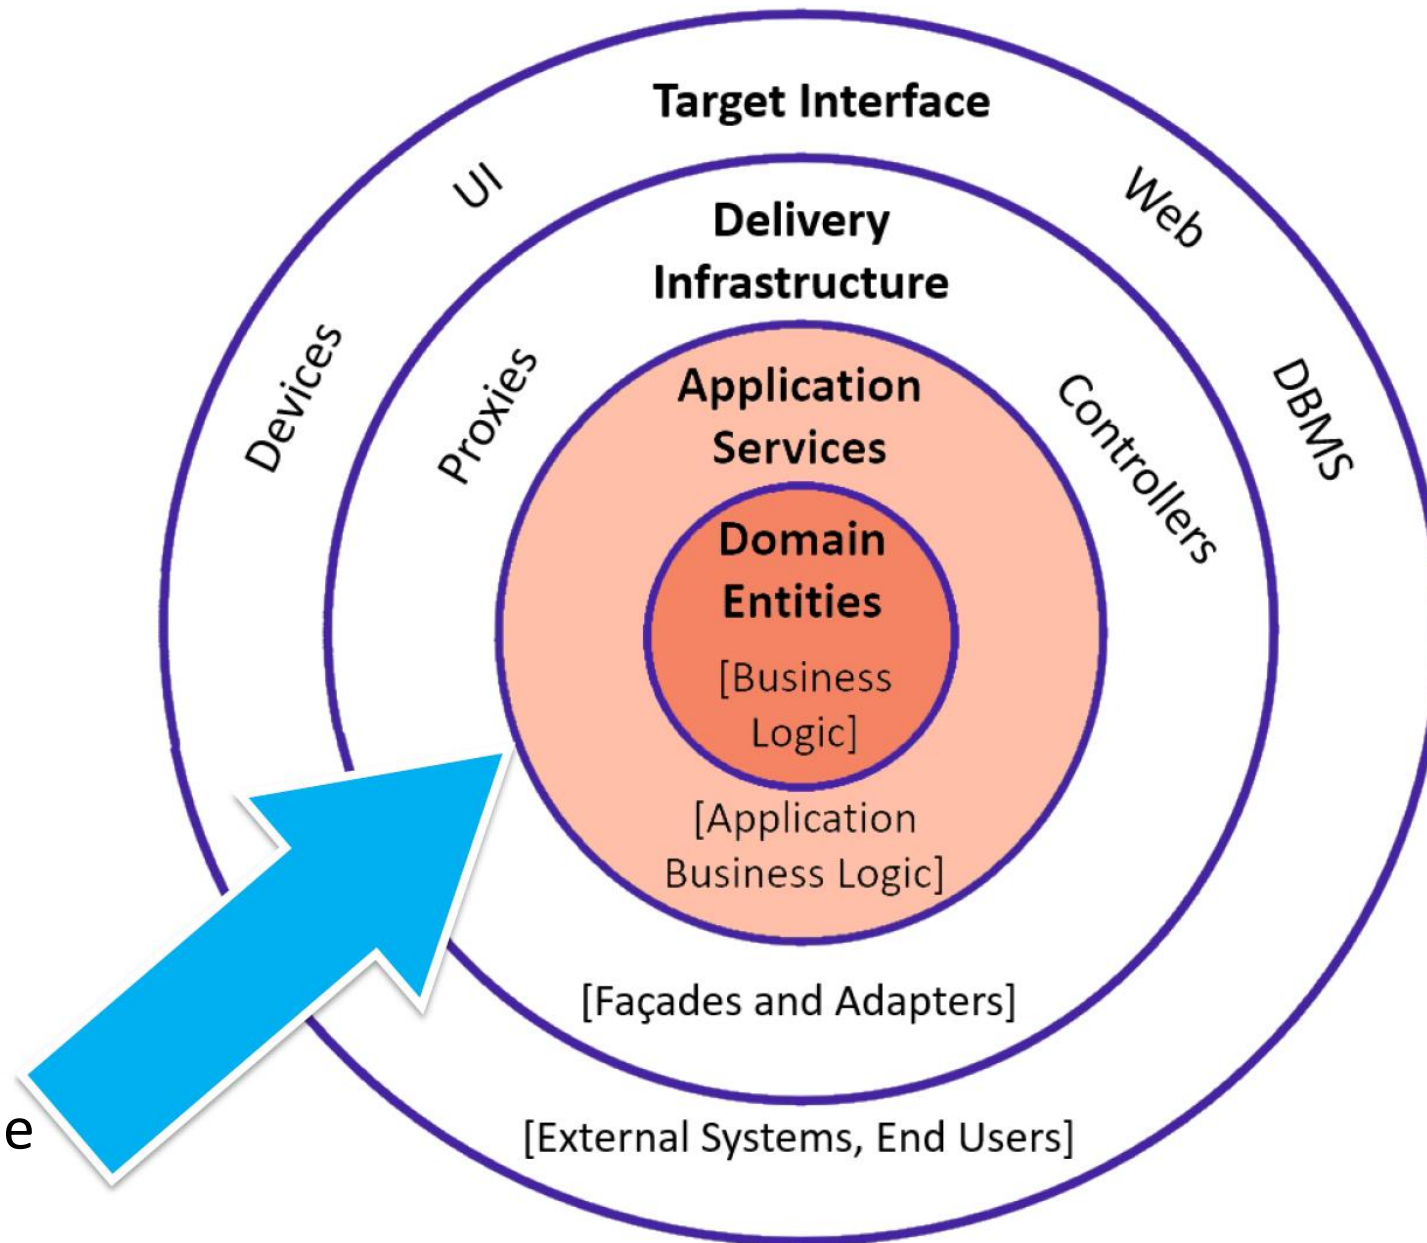 Target Interface
UI
Web
Delivery
Infrastructure
Devices
Proxies
Controllers
DBMS
Application
Services
Domain
Entities
[Business
Logic]
[Application
Business Logic]
[Façades and Adapters]
e
[External Systems, End Users]